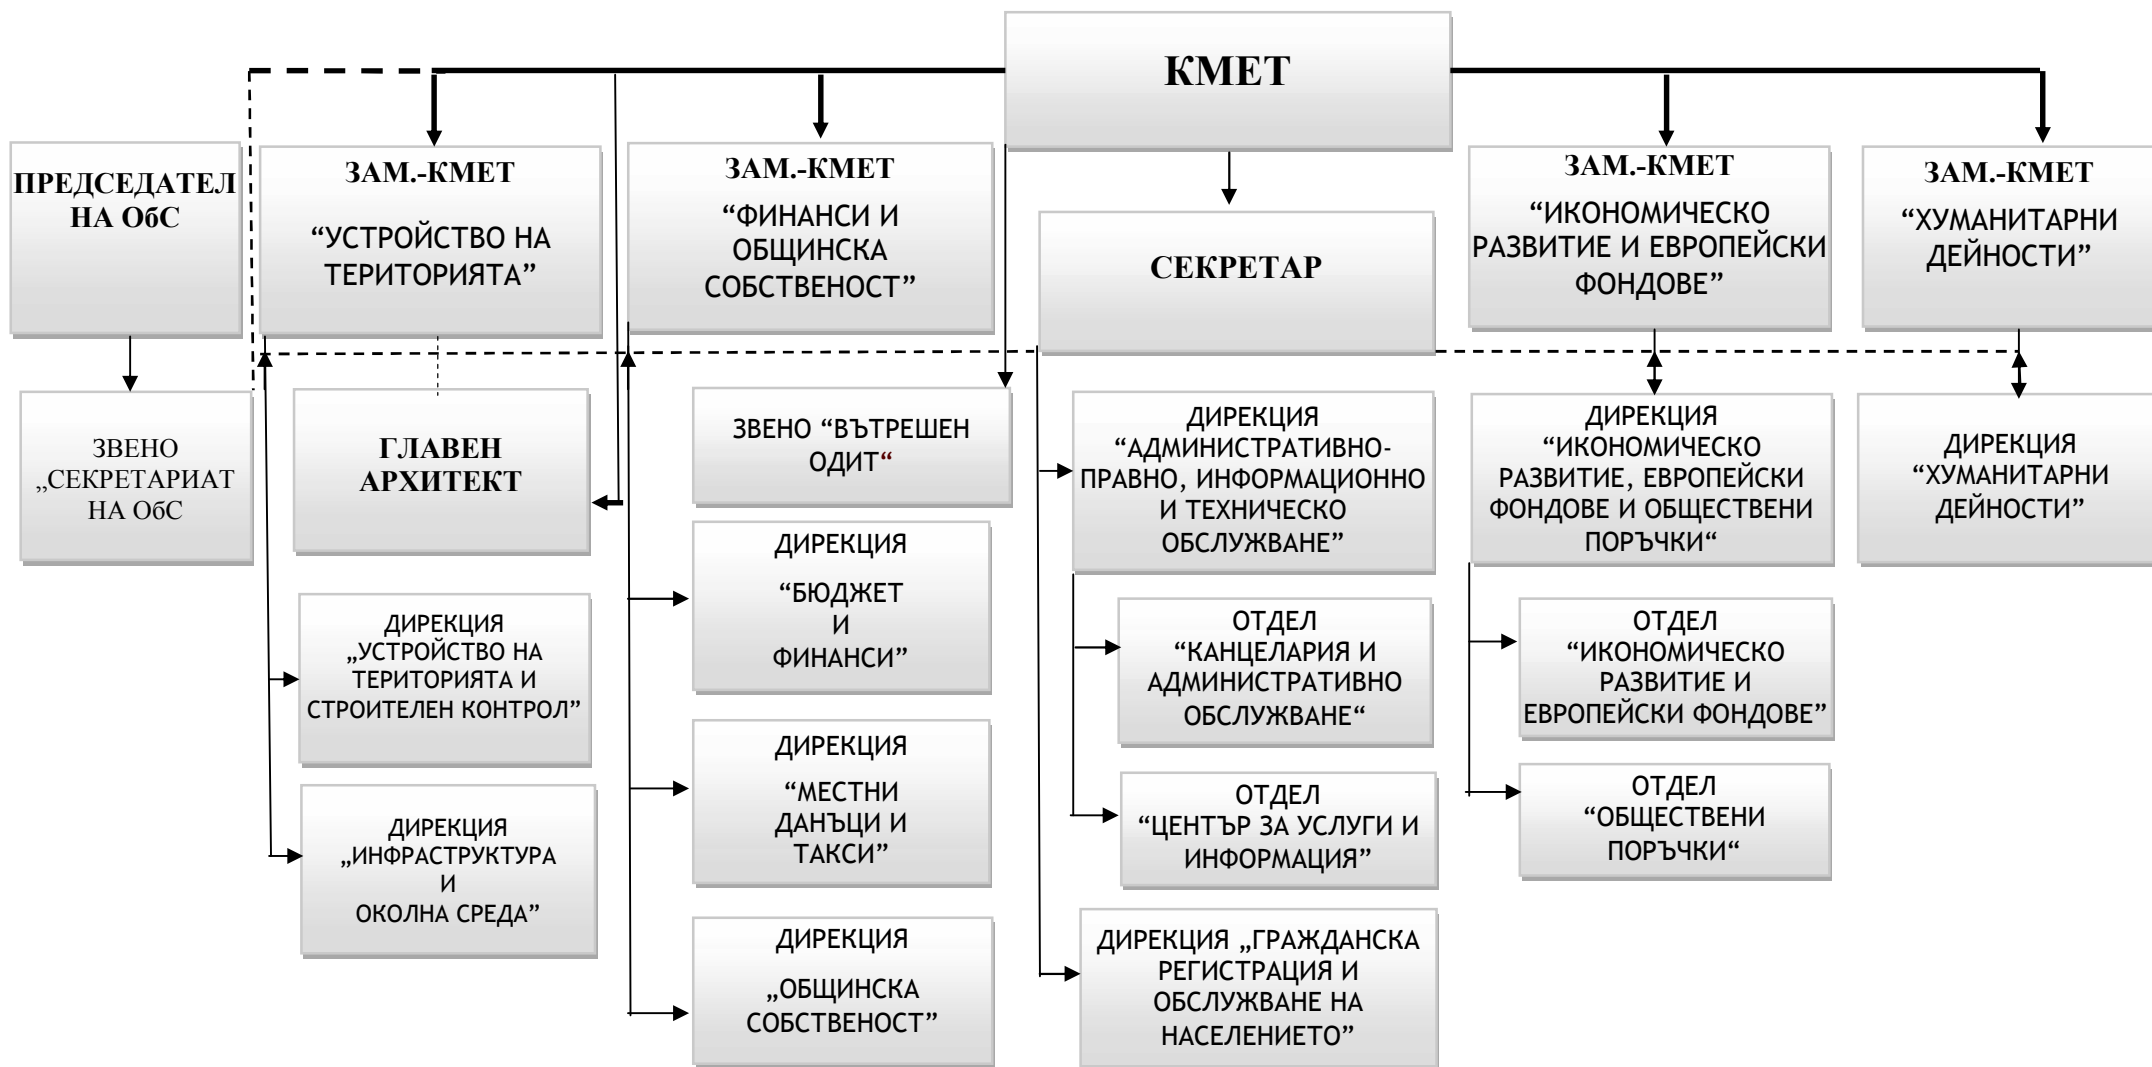 КМЕТ
ПРЕДСЕДАТЕЛ
НА ОбС
ЗАМ.-КМЕТ
“УСТРОЙСТВО НА
ТЕРИТОРИЯТА”
ЗАМ.-КМЕТ
“ФИНАНСИ И
ОБЩИНСКА
СОБСТВЕНОСТ”
СЕКРЕТАР
ЗАМ.-КМЕТ
“ИКОНОМИЧЕСКО
РАЗВИТИЕ И ЕВРОПЕЙСКИ
ФОНДОВЕ”
ЗАМ.-КМЕТ
“ХУМАНИТАРНИ
ДЕЙНОСТИ”
ЗВЕНО
„СЕКРЕТАРИАТ
НА ОбС
ГЛАВЕН
АРХИТЕКТ
ЗВЕНО “ВЪТРЕШЕН
ОДИТ“
ДИРЕКЦИЯ
“АДМИНИСТРАТИВНО-
ПРАВНО, ИНФОРМАЦИОННО
И ТЕХНИЧЕСКО
ОБСЛУЖВАНЕ”
ДИРЕКЦИЯ
“ИКОНОМИЧЕСКО
РАЗВИТИЕ, ЕВРОПЕЙСКИ
ФОНДОВЕ И ОБЩЕСТВЕНИ
ПОРЪЧКИ“
ДИРЕКЦИЯ
“ХУМАНИТАРНИ
ДЕЙНОСТИ”
ДИРЕКЦИЯ
„УСТРОЙСТВО НА
ТЕРИТОРИЯТА И
СТРОИТЕЛЕН КОНТРОЛ”
ДИРЕКЦИЯ
“БЮДЖЕТ
И
ФИНАНСИ”
ОТДЕЛ
“КАНЦЕЛАРИЯ И
АДМИНИСТРАТИВНО
ОБСЛУЖВАНЕ“
ОТДЕЛ
“ИКОНОМИЧЕСКО
РАЗВИТИЕ И
ЕВРОПЕЙСКИ ФОНДОВЕ”
ДИРЕКЦИЯ
„ИНФРАСТРУКТУРА
И
ОКОЛНА СРЕДА”
ДИРЕКЦИЯ
“МЕСТНИ
ДАНЪЦИ И
ТАКСИ”
ОТДЕЛ
“ЦЕНТЪР ЗА УСЛУГИ И
ИНФОРМАЦИЯ”
ОТДЕЛ
“ОБЩЕСТВЕНИ
ПОРЪЧКИ“
ДИРЕКЦИЯ
„ОБЩИНСКА
СОБСТВЕНОСТ”
ДИРЕКЦИЯ „ГРАЖДАНСКА
РЕГИСТРАЦИЯ И
ОБСЛУЖВАНЕ НА
НАСЕЛЕНИЕТО”